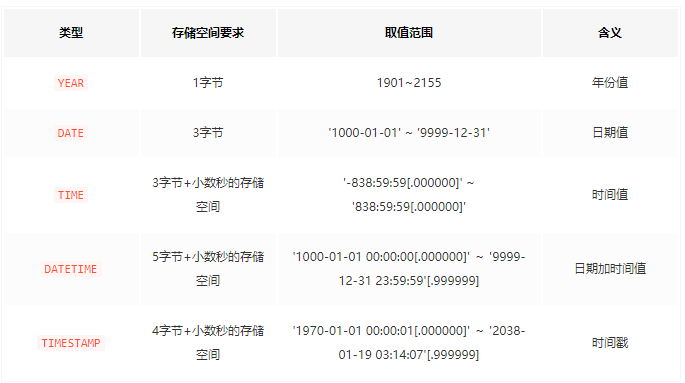 类型 存储空间要求 取值范围 含义
YEAR 1字节 1901~2155 年份值
DATE 3字节 '1000-01-01' ~ '9999-12-31' 日期值
TIME 3字节+小数秒的存储 '-838:59:59[.000000]' ~ 时间值
空间 '838:59:59[.000000]'
DATETIME 5字节+小数秒的存储 '1000-01-01 00:00:00[.000000]' ~ '9999- 日期加时间值
空间 12-31 23:59:59'[.999999]
TIMESTAMP 4字节+小数秒的存储 '1970-01-01 00:00:01[.000000]' ~ '2038- 时间戳
空间 01-19 03:14:07'[.999999]